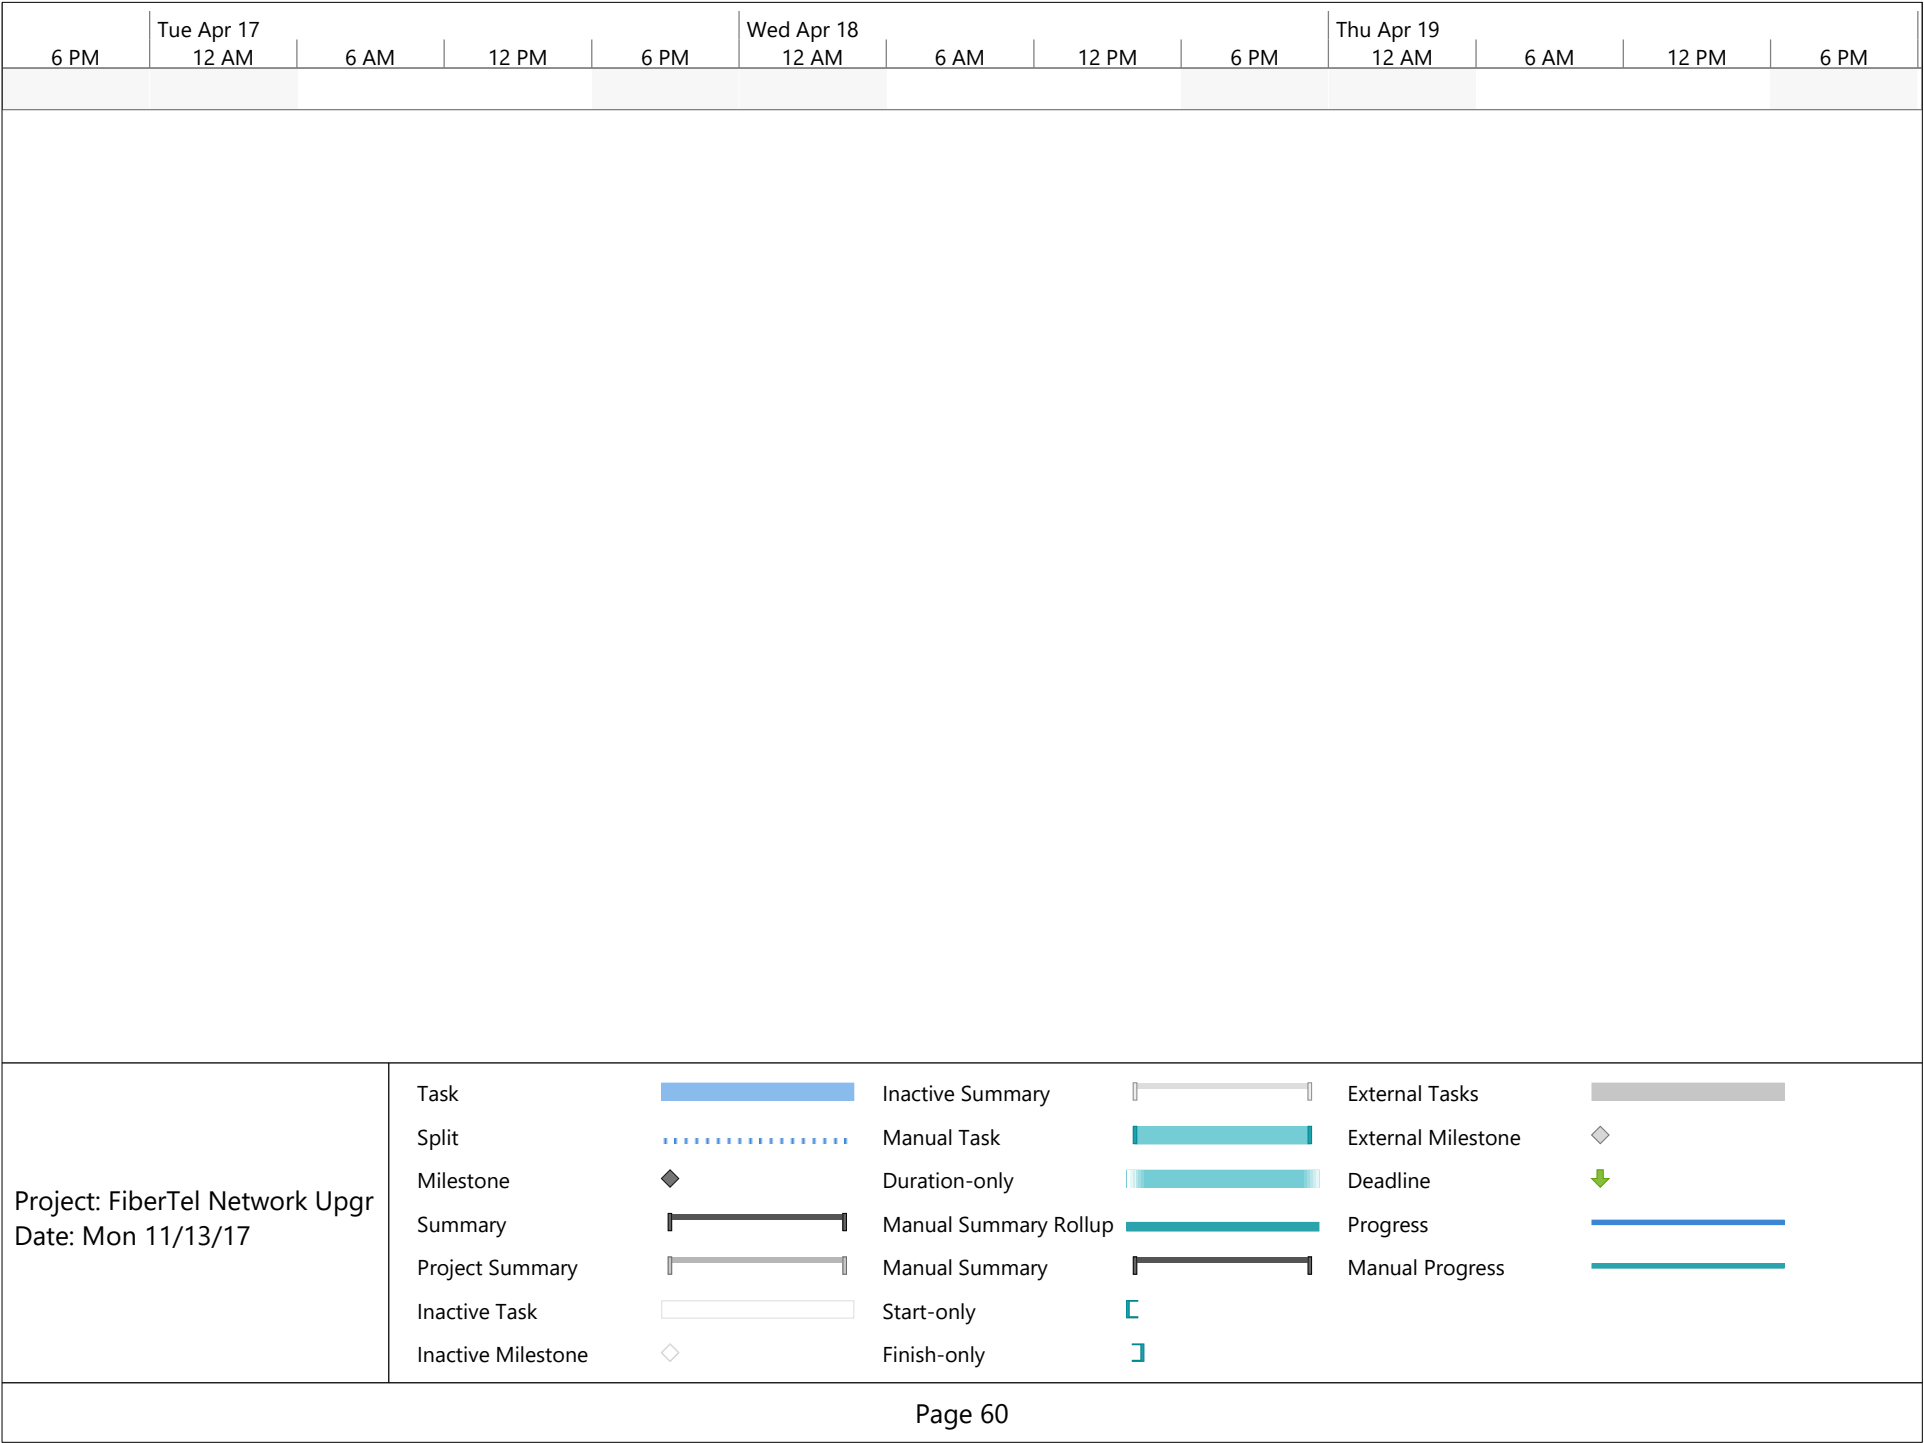 Tue Apr 17 Wed Apr 18 Thu Apr 19
6 PM 12 AM 6 AM 12 PM 6 PM 12 AM 6 AM 12 PM 6 PM 12 AM 6 AM 12 PM 6 PM
Project: FiberTel Network Upgr
Date: Mon 11/13/17
Task
Split
Milestone
Summary
Project Summary
Inactive Task
Inactive Milestone
Inactive Summary
Manual Task
Duration-only
Manual Summary Rollup
Manual Summary
Start-only
Finish-only
External Tasks
External Milestone
Deadline
Progress
Manual Progress
Page 60